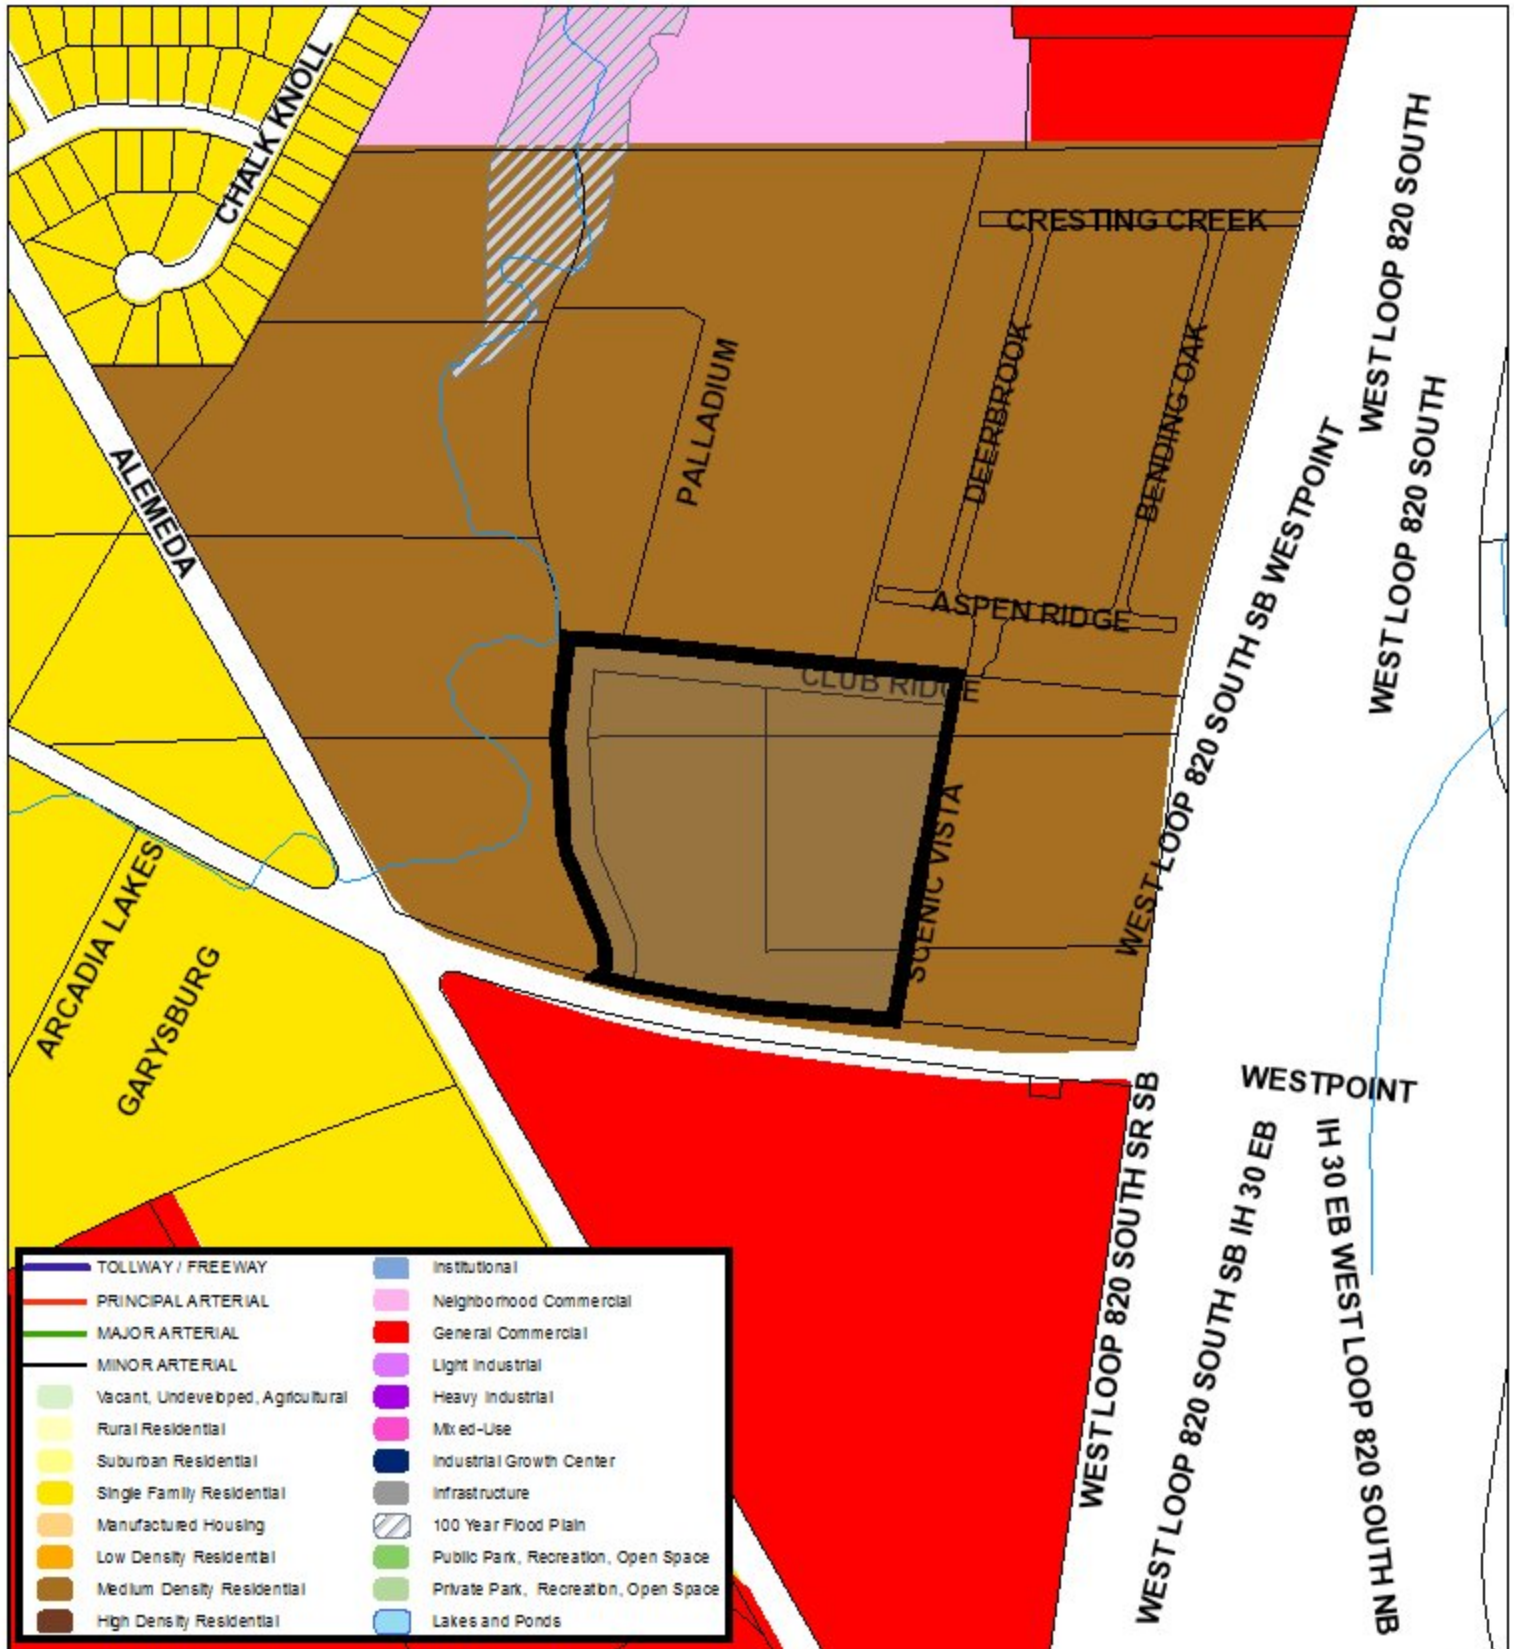 CHALK KNOLL
CRESTING CREEK
WEST LOOP 820 SOUTH
DEERBROOK
BENDING OAK
PALLADIUM
WEST LOOP 820 SOUTH
WEST LOOP 820 SOUTH SB WESTPOINT
ALEMEDA
ASPEN RIDGE
CLUB RIDGE
SCENIC VISTA
ARCADIA LAKES
GARYSBURG
WESTPOINT
WEST LOOP 820 SOUTH SR SB
WEST LOOP 820 SOUTH SB IH 30 EB
IH 30 EB WEST LOOP 820 SOUTH NB
TOLLWAY / FREEWAY
PRINCIPAL ARTERIAL
MAJOR ARTERIAL
MINOR ARTERIAL
Vacant, Undeveloped, Agricultural
Rural Residential
Suburban Residential
Single Family Residential
Manufactured Housing
Low Density Residential
Medium Density Residential
High Density Residential
Institutional
Neighborhood Commercial
General Commercial
Light Industrial
Heavy Industrial
Mixed-Use
Industrial Growth Center
Infrastructure
100 Year Flood Plain
Public Park, Recreation, Open Space
Private Park, Recreation, Open Space
Lakes and Ponds